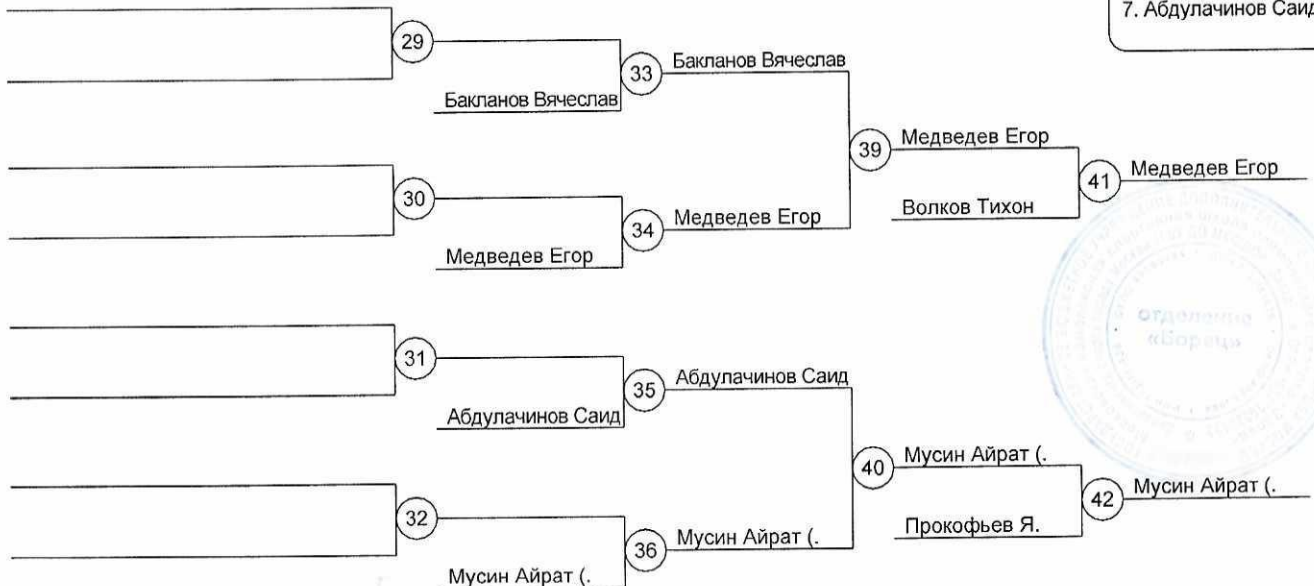 7. Абдулачинов Саид
29
Бакланов Вячеслав
33
Бакланов Вячеслав
39
Медведев Егор
41
Медведев Егор
30
Волков Тихон
34
Медведев Егор
Медведев Егор
отделение
«Борец»
31
35
Абдулачинов Саид
Абдулачинов Саид
40
Мусин Айрат (.
42
Мусин Айрат (.
32
Прокофьев Я.
36
Мусин Айрат (.
Мусин Айрат (.